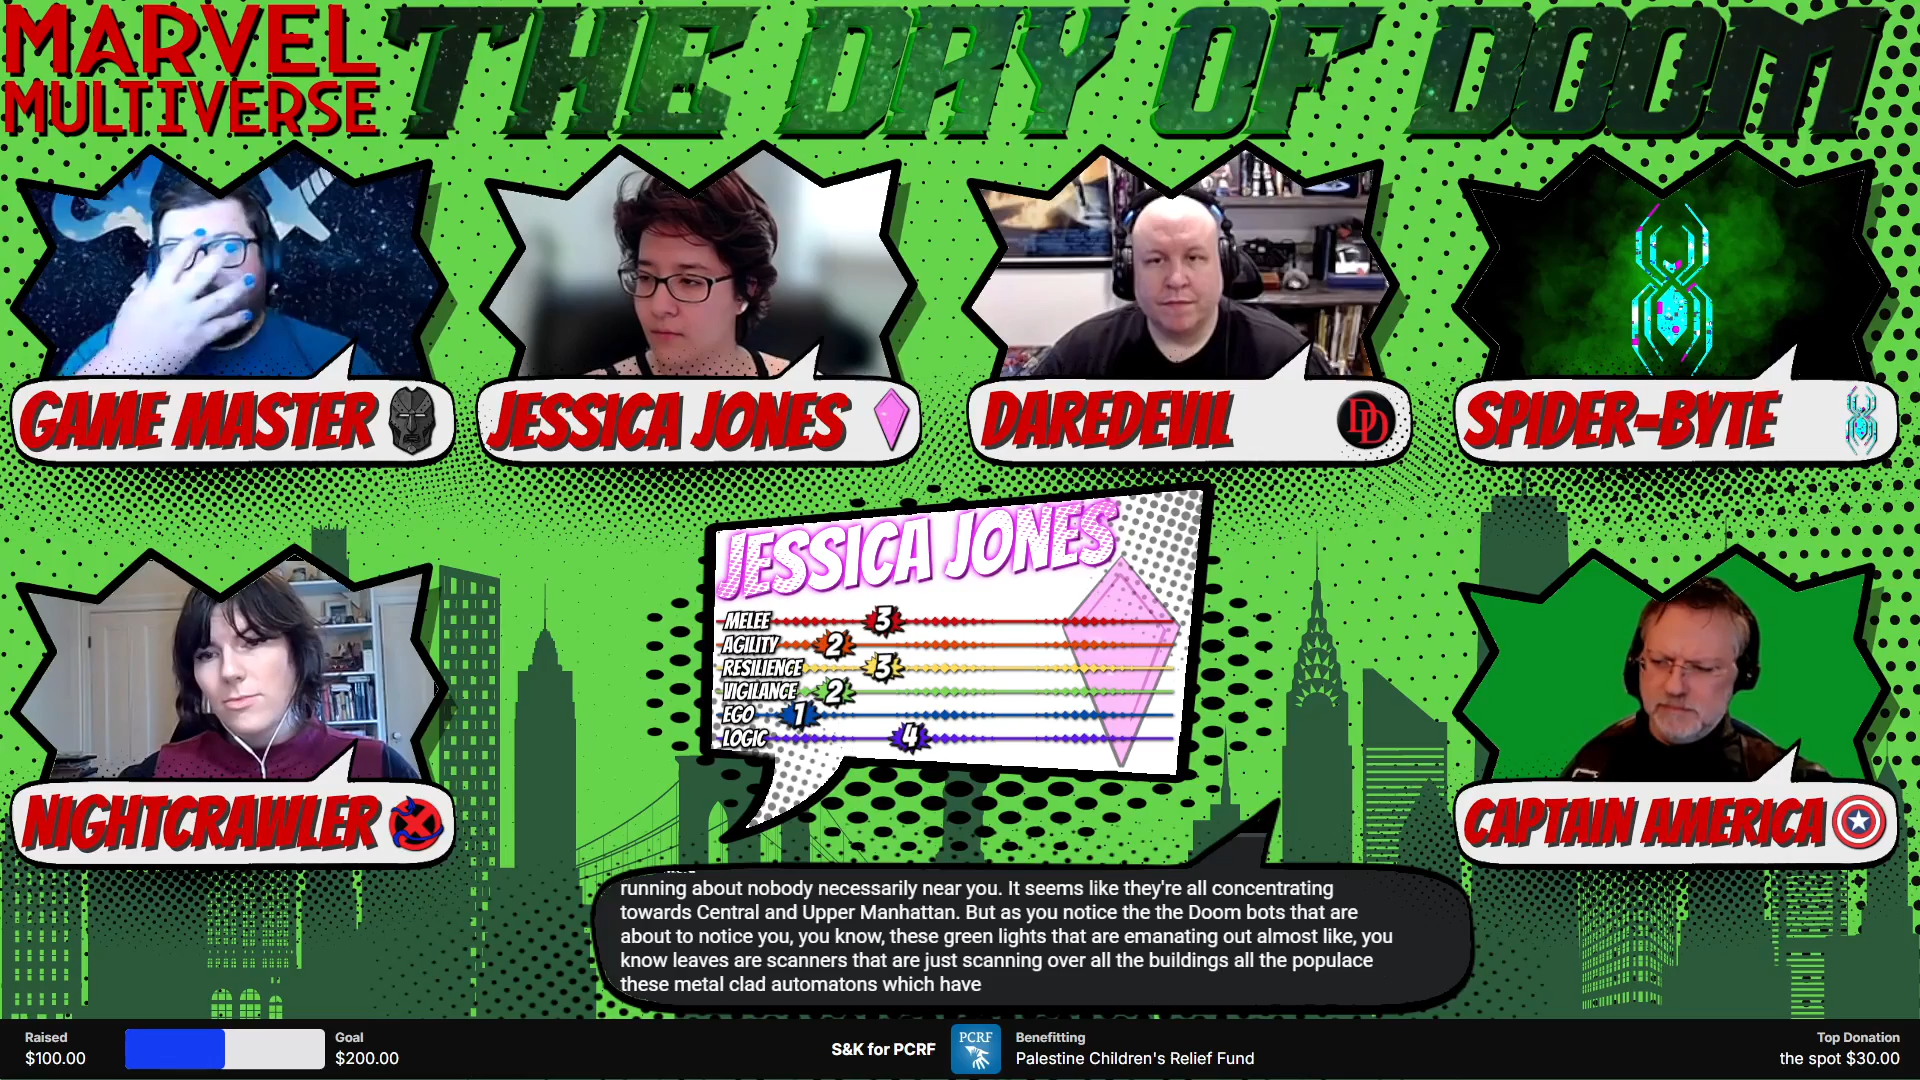 MARVEL
MULTIVERSE
THE DAY OF DOOM
GAME MASTER
JESSICA JONES
DAREDEVIL
DD
SPIDER-BYTE
JESSICA JONES
MELEE 3
AGILITY 2
RESILIENCE 3
VIGILANCE 2
EGO 1
LOGIC 4
NIGHTCRAWLER
CAPTAIN AMERICA
running about nobody necessarily near you. It seems like they're all concentrating
towards Central and Upper Manhattan. But as you notice the the Doom bots that are
about to notice you, you know, these green lights that are emanating out almost like, you
know leaves are scanners that are just scanning over all the buildings all the populace
these metal clad automatons which have
Raised
$100.00
Goal
$200.00
S&K for PCRF
PCRF
Benefitting
Palestine Children's Relief Fund
Top Donation
the spot $30.00